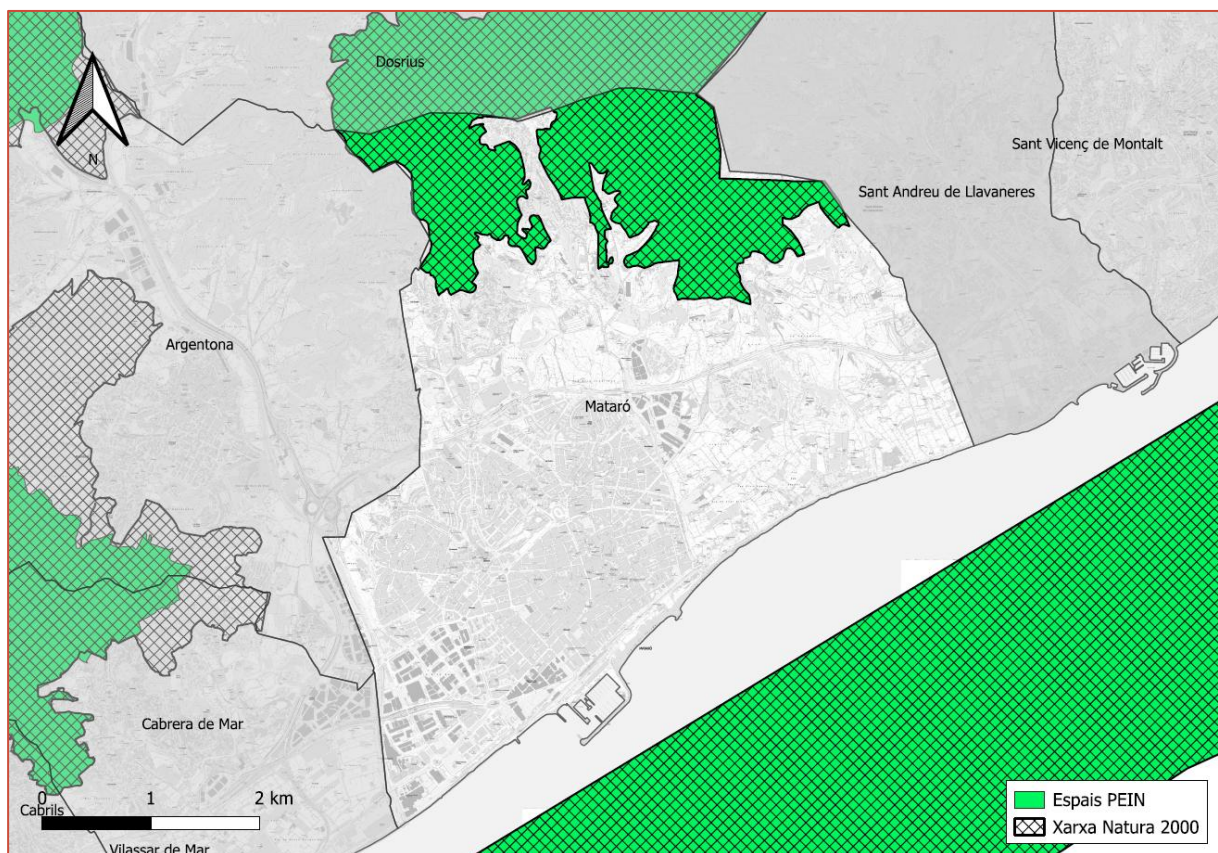 Dosrius
N
Sant Vicenç de Montalt
Sant Andreu de Llavaneres
Argentona
Mataró
Cabrera de Mar
0 1 2 km
Cabrils
Vilassar de Mar
Espais PEIN
Xarxa Natura 2000